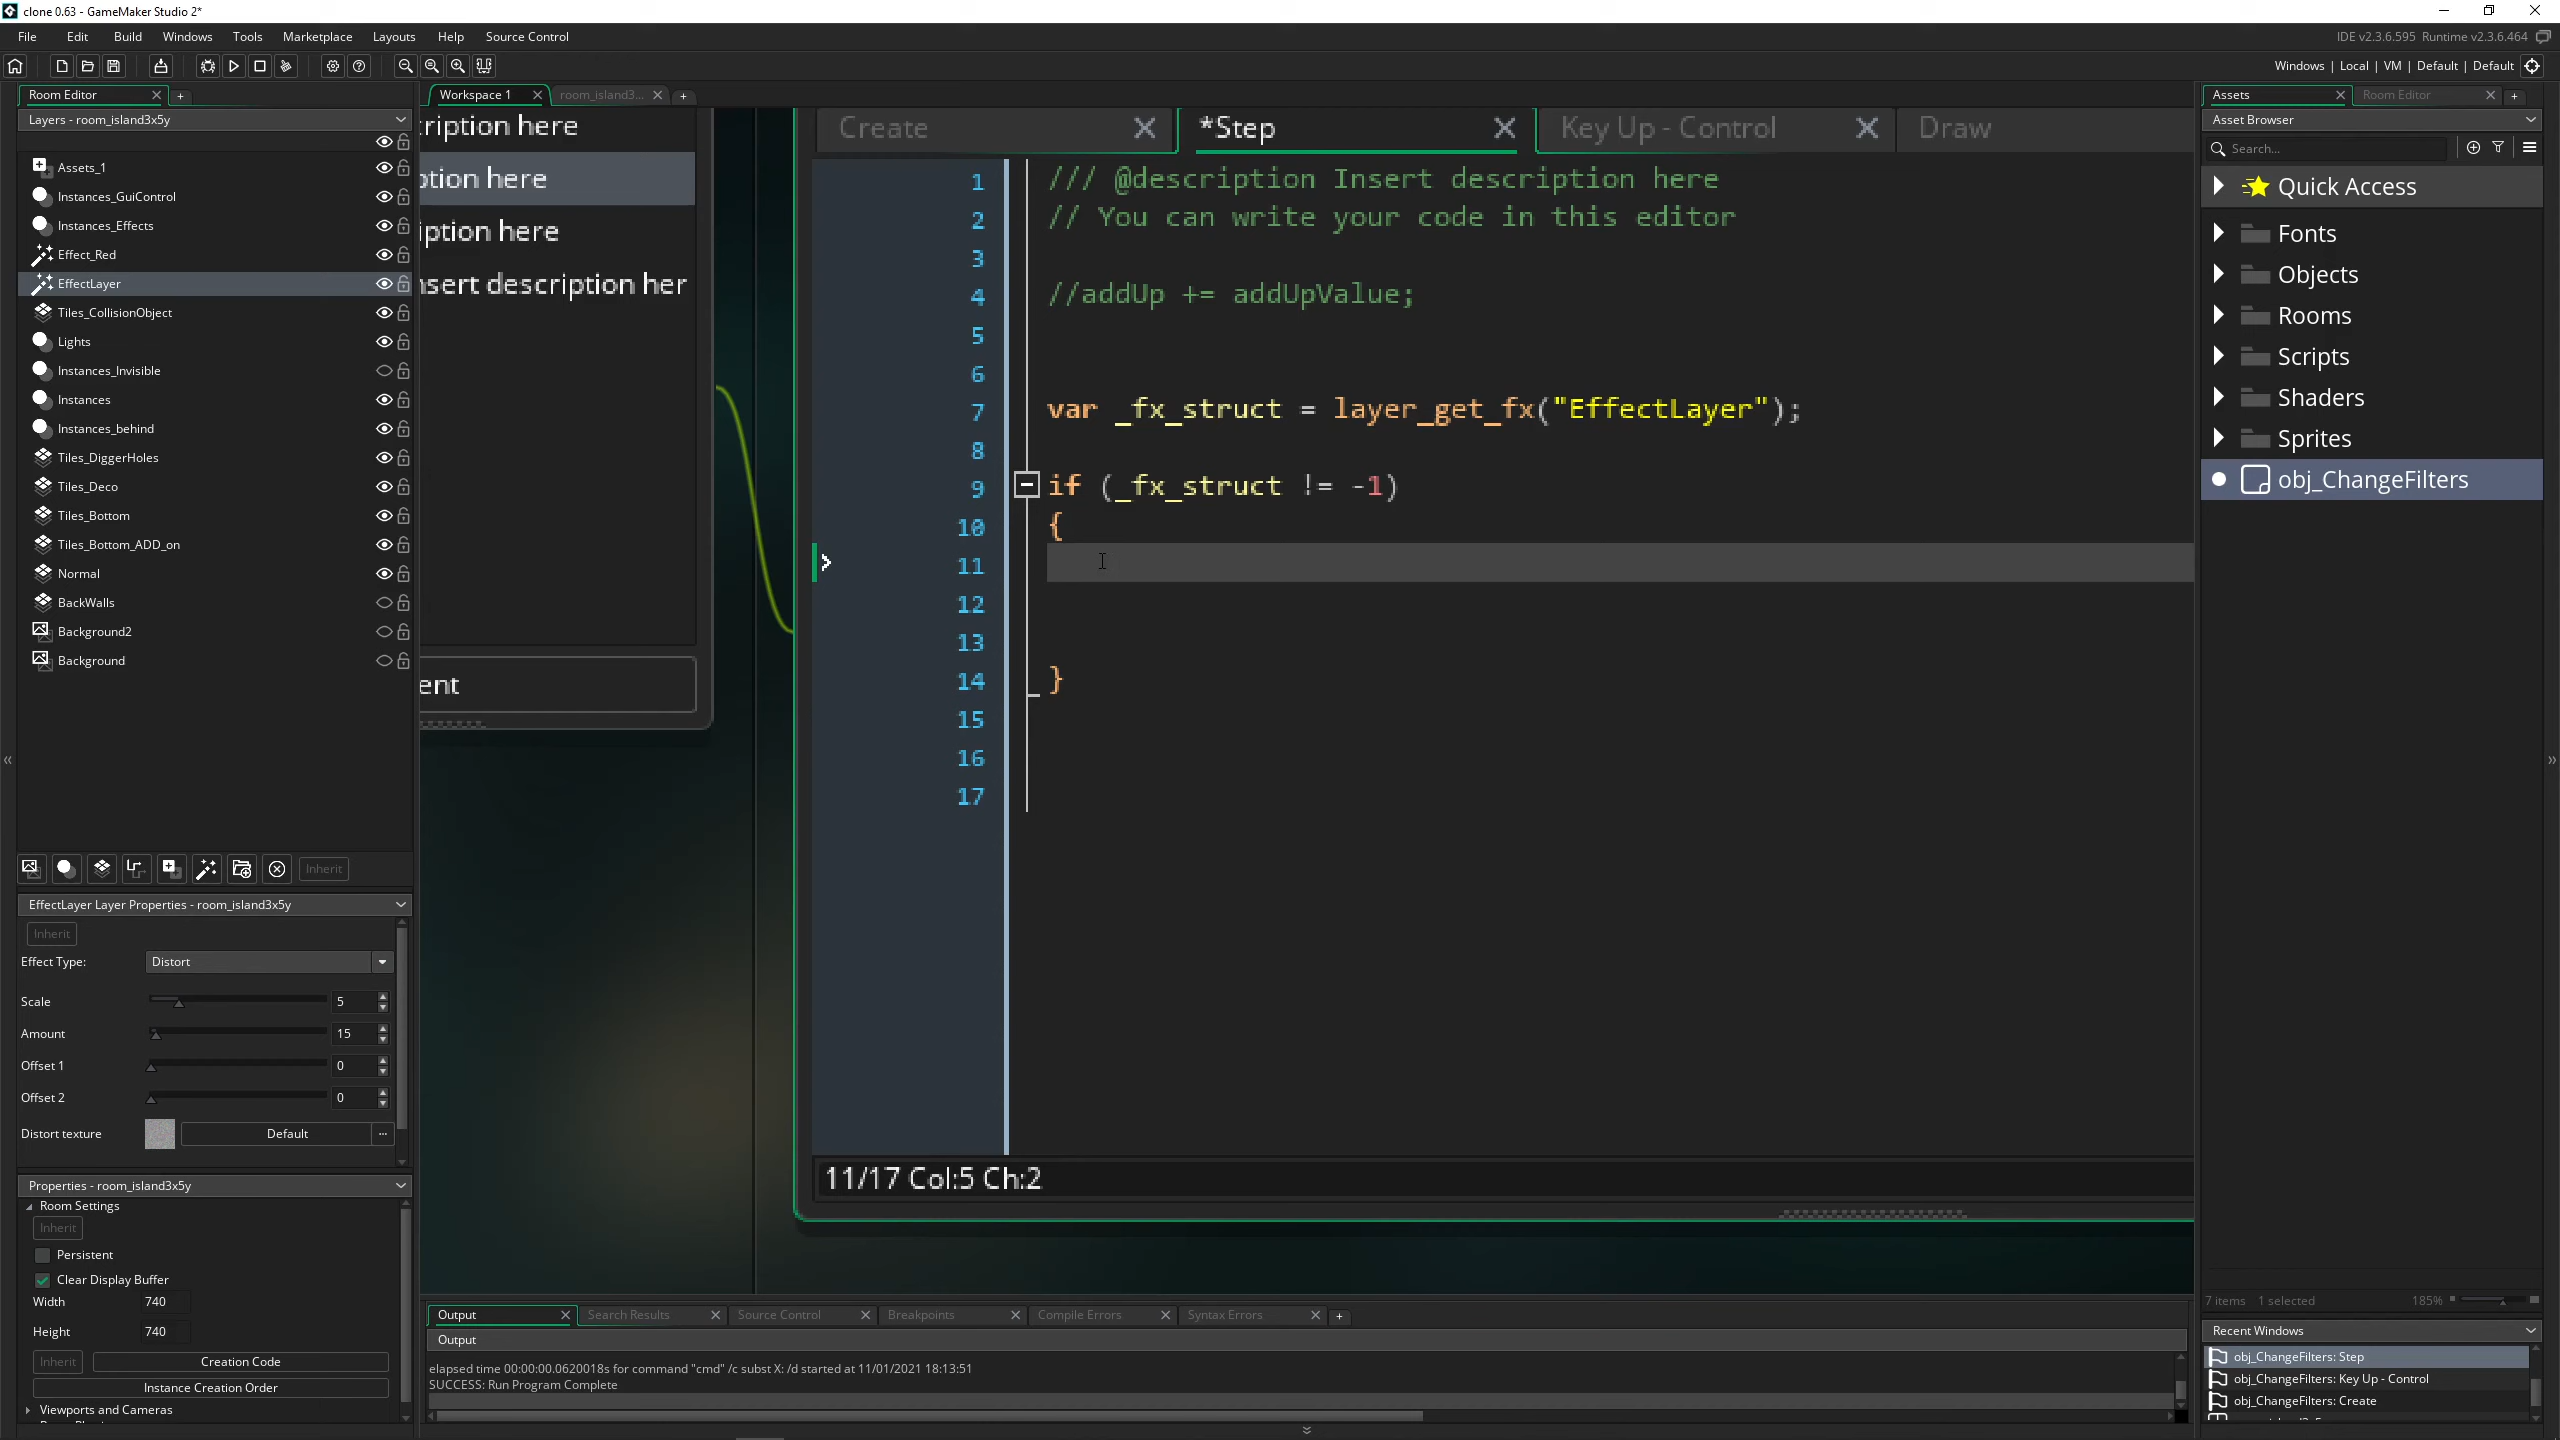 clone 0.63 - GameMaker Studio 2*
File Edit Build Windows Tools Marketplace Layouts Help Source Control
IDE v2.3.6.595 Runtime v2.3.6.464
Windows | Local | VM | Default | Default
Room Editor
Layers - room_island3x5y
Assets_1
Instances_GuiControl
Instances_Effects
Effect_Red
EffectLayer
Tiles_CollisionObject
Lights
Instances_Invisible
Instances
Instances_behind
Tiles_DiggerHoles
Tiles_Deco
Tiles_Bottom
Tiles_Bottom_ADD_on
Normal
BackWalls
Background2
Background
Inherit
EffectLayer Layer Properties - room_island3x5y
Inherit
Effect Type: Distort
Scale 5
Amount 15
Offset 1 0
Offset 2 0
Distort texture Default ...
Properties - room_island3x5y
Room Settings
Inherit
Persistent
Clear Display Buffer
Width 740
Height 740
Inherit Creation Code
Instance Creation Order
Viewports and Cameras
Workspace 1 room_island3...
ription here
ption here
iption here
nsert description her
ent
Create *Step Key Up - Control Draw
1 /// @description Insert description here
2 // You can write your code in this editor
3
4 //addUp += addUpValue;
5
6
7 var _fx_struct = layer_get_fx("EffectLayer");
8
9 if (_fx_struct != -1)
10 {
11
12
13
14 }
15
16
17
11/17 Col:5 Ch:2
Output Search Results Source Control Breakpoints Compile Errors Syntax Errors
Output
elapsed time 00:00:00.0620018s for command "cmd" /c subst X: /d started at 11/01/2021 18:13:51
SUCCESS: Run Program Complete
Assets Room Editor
Asset Browser
Search...
Quick Access
Fonts
Objects
Rooms
Scripts
Shaders
Sprites
obj_ChangeFilters
7 items 1 selected 185%
Recent Windows
obj_ChangeFilters: Step
obj_ChangeFilters: Key Up - Control
obj_ChangeFilters: Create